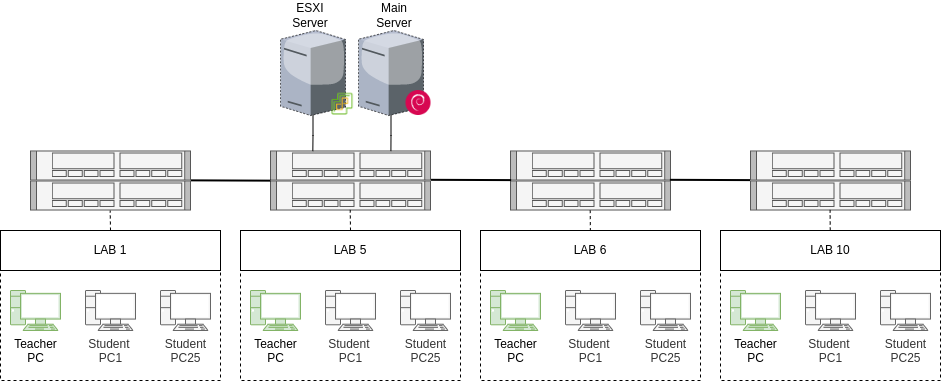 ESXI
Server
Main
Server
LAB 1
LAB 5
LAB 6
LAB 10
Teacher
PC
Student
PC1
Student
PC25
Teacher
PC
Student
PC1
Student
PC25
Teacher
PC
Student
PC1
Student
PC25
Teacher
PC
Student
PC1
Student
PC25